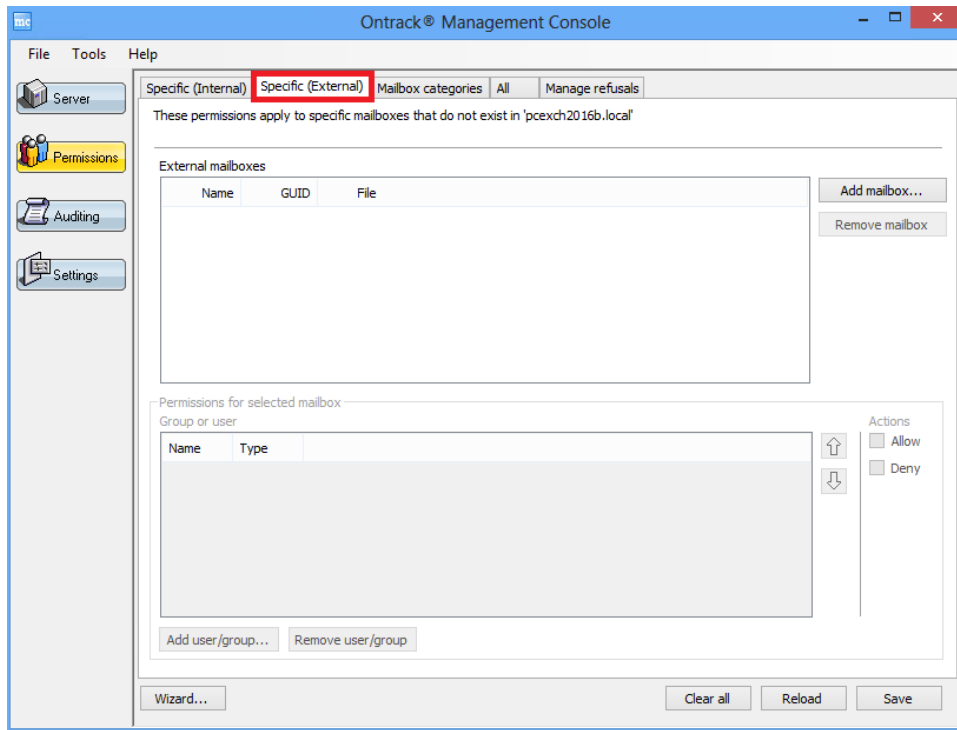 mc
Ontrack® Management Console
File Tools Help
Server
Permissions
Auditing
Settings
Specific (Internal) Specific (External) Mailbox categories All Manage refusals
These permissions apply to specific mailboxes that do not exist in 'pcexch2016b.local'
External mailboxes
Name GUID File
Add mailbox...
Remove mailbox
Permissions for selected mailbox
Group or user
Name Type
Actions
Allow
Deny
Add user/group... Remove user/group
Wizard... Clear all Reload Save